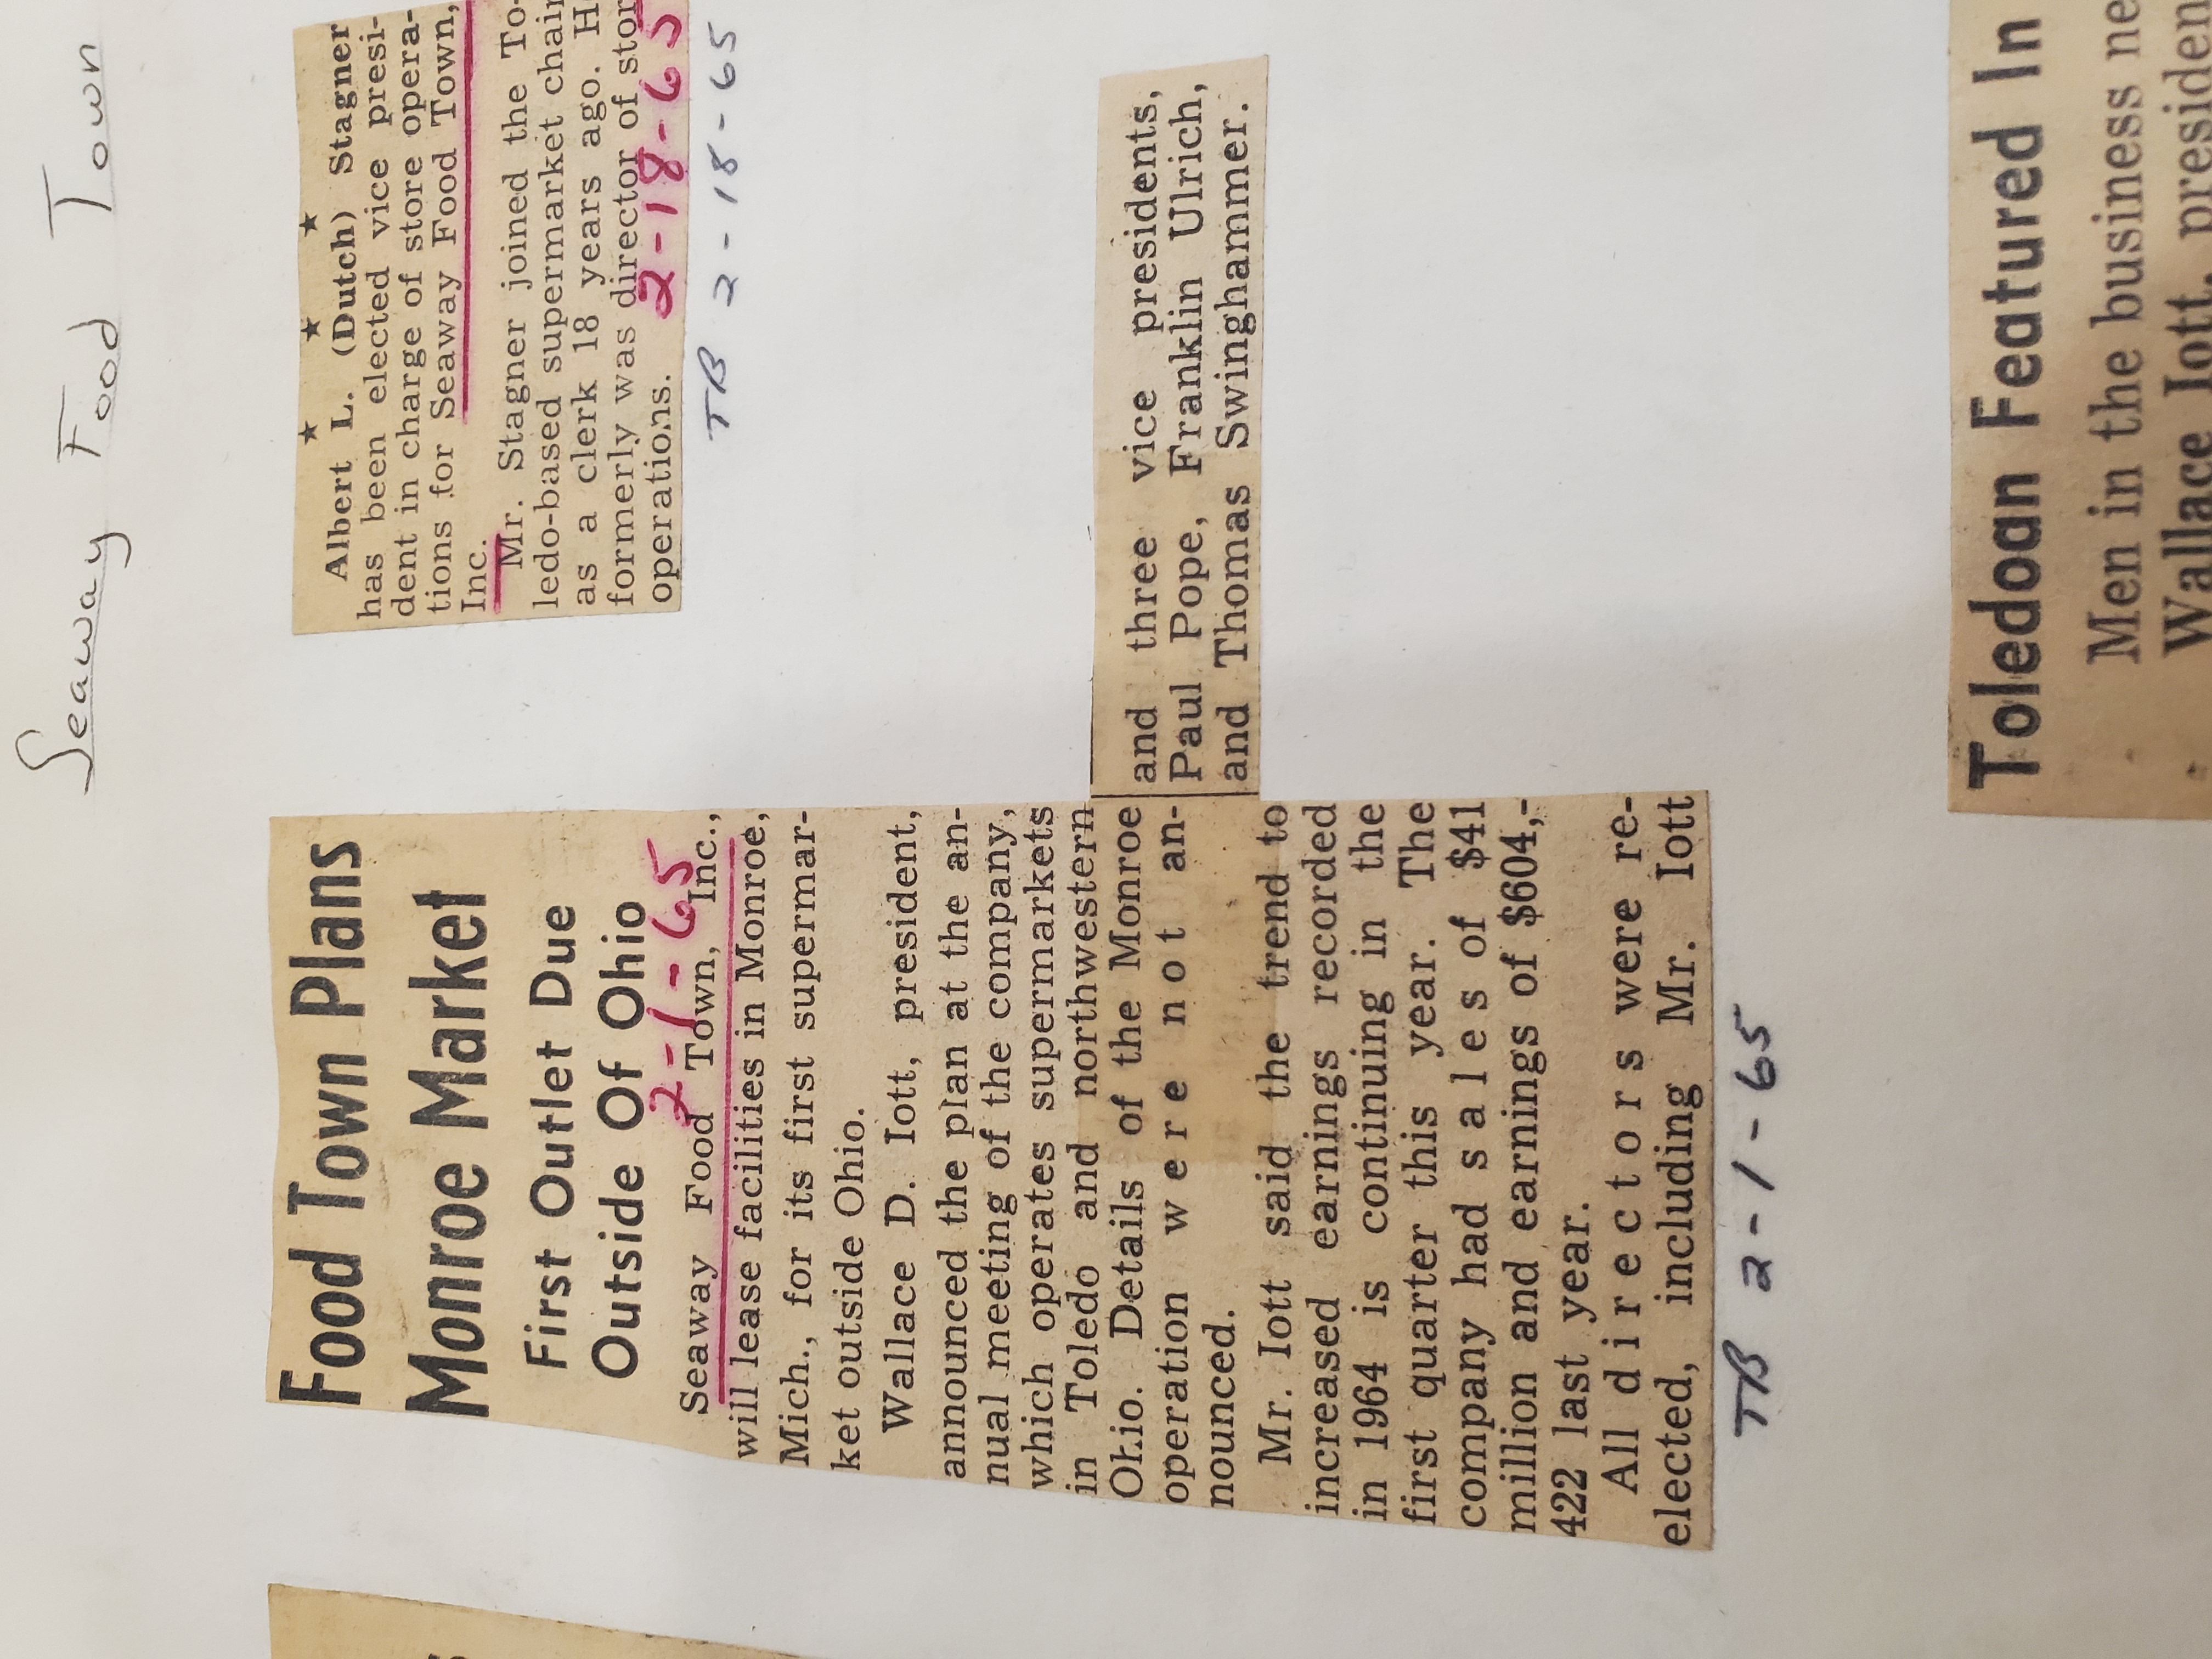 Seaway Food Town
Food Town Plans
Monroe Market
First Outlet Due
Outside Of Ohio
2-1-65
Seaway Food Town, Inc.,
will lease facilities in Monroe,
Mich., for its first supermar-
ket outside Ohio.
Wallace D. Iott, president,
announced the plan at the an-
nual meeting of the company,
which operates supermarkets
in Toledo and northwestern
Ohio. Details of the Monroe
operation were not an-
nounced.
Mr. Iott said the trend to
increased earnings recorded
in 1964 is continuing in the
first quarter this year. The
company had sales of $41
million and earnings of $604,-
422 last year.
All directors were re-
elected, including Mr. Iott
and three vice presidents,
Paul Pope, Franklin Ulrich,
and Thomas Swinghammer.
TB 2-1-65
★ ★ ★
Albert L. (Dutch) Stagner
has been elected vice presi-
dent in charge of store opera-
tions for Seaway Food Town,
Inc.
Mr. Stagner joined the To-
ledo-based supermarket chain
as a clerk 18 years ago. He
formerly was director of store
operations.
2-18-65
TB 2-18-65
Toledoan Featured In
Men in the business
Wallace Iott,